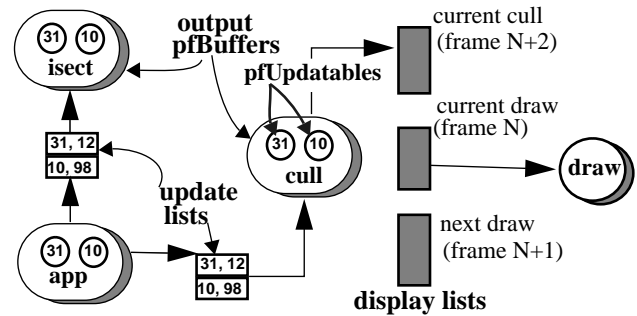 31 10
isect
output
pfBuffers
pfUpdatables
31 10
cull
current cull
(frame N+2)
current draw
(frame N)
draw
31, 12
10, 98
update
lists
31 10
app
31, 12
10, 98
next draw
(frame N+1)
display lists